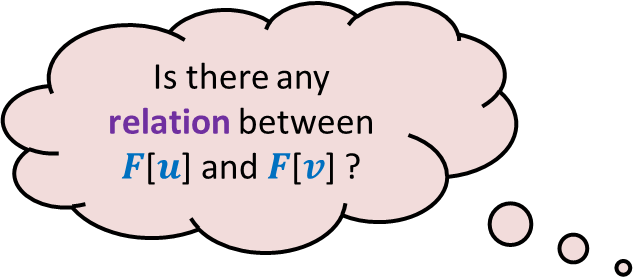 Is there any
relation between
F[u] and F[v] ?